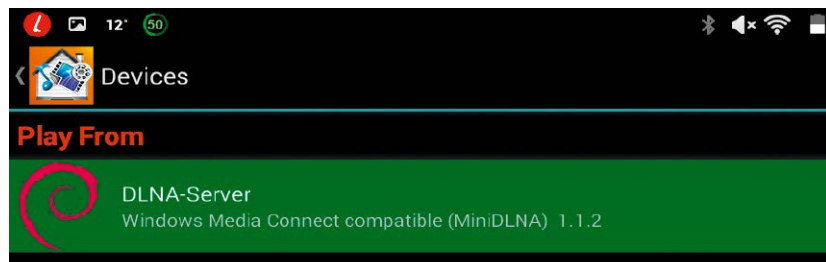 12° 50
Devices
Play From
DLNA-Server
Windows Media Connect compatible (MiniDLNA) 1.1.2